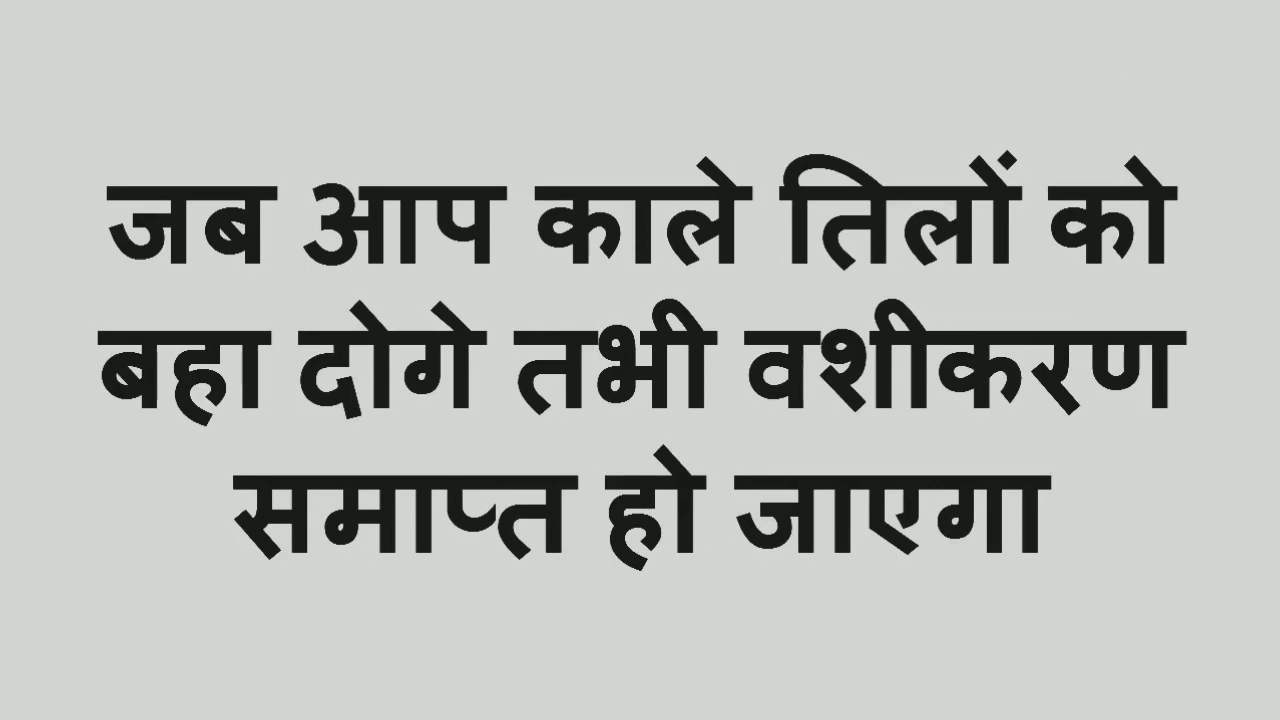 जब आप काले तिलों को
बहा दोगे तभी वशीकरण
समाप्त हो जाएगा